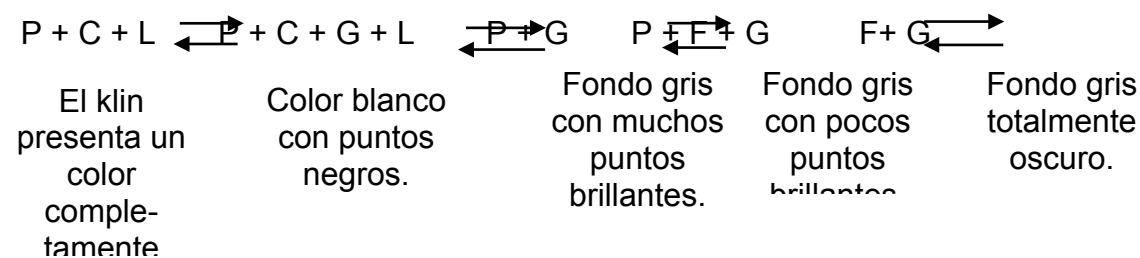 P + C + L P + C + G + L P + G P + F + G F+ G
El klin
presenta un
color
comple-
tamente
Color blanco
con puntos
negros.
Fondo gris
con muchos
puntos
brillantes.
Fondo gris
con pocos
puntos
brillantes
Fondo gris
totalmente
oscuro.